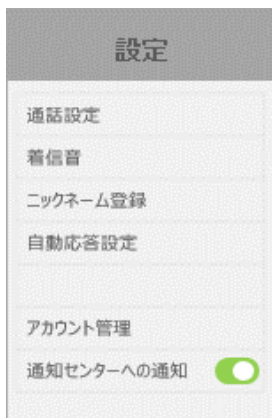 設定
通話設定
着信音
ニックネーム登録
自動応答設定
アカウント管理
通知センターへの通知